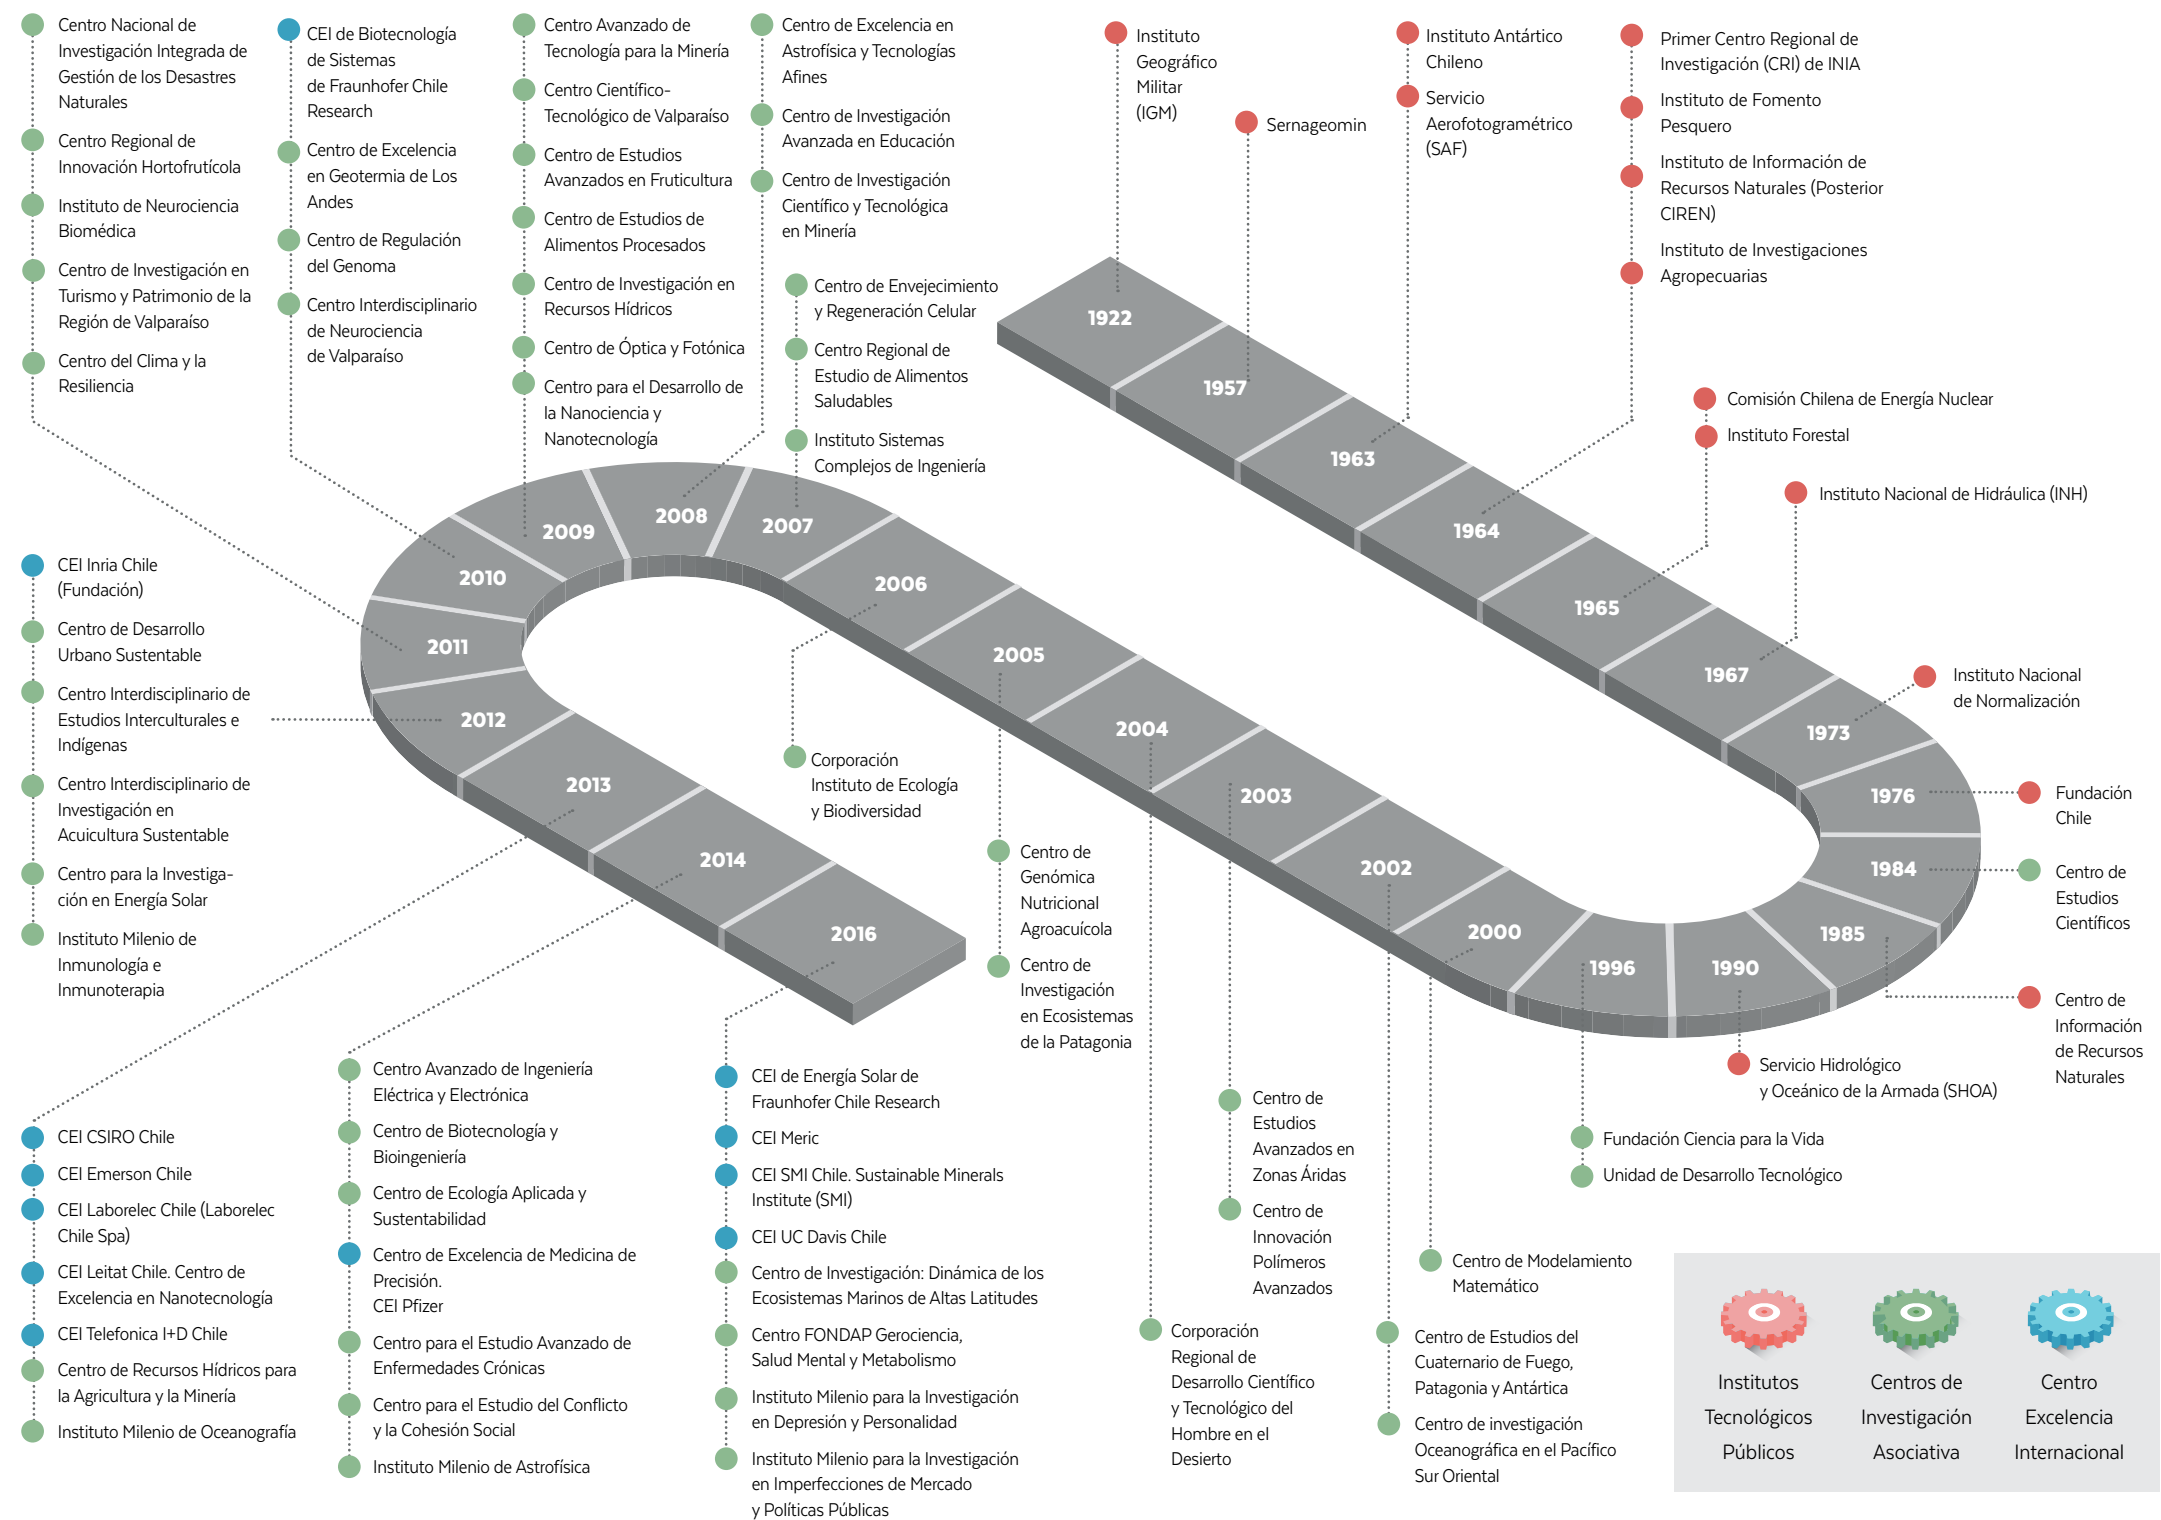 Centro Nacional de
Investigación Integrada de
Gestión de los Desastres
Naturales
Centro Regional de
Innovación Hortofrutícola
Instituto de Neurociencia
Biomédica
Centro de Investigación en
Turismo y Patrimonio de la
Región de Valparaíso
Centro del Clima y la
Resiliencia
CEI de Biotecnología
de Sistemas
de Fraunhofer Chile
Research
Centro de Excelencia
en Geotermia de Los
Andes
Centro de Regulación
del Genoma
Centro Interdisciplinario
de Neurociencia
de Valparaíso
Centro Avanzado de
Tecnología para la Minería
Centro Científico-
Tecnológico de Valparaíso
Centro de Estudios
Avanzados en Fruticultura
Centro de Estudios de
Alimentos Procesados
Centro de Investigación en
Recursos Hídricos
Centro de Óptica y Fotónica
Centro para el Desarrollo de
la Nanociencia y
Nanotecnología
Centro de Excelencia en
Astrofísica y Tecnologías
Afines
Centro de Investigación
Avanzada en Educación
Centro de Investigación
Científico y Tecnológica
en Minería
Centro de Envejecimiento
y Regeneración Celular
Centro Regional de
Estudio de Alimentos
Saludables
Instituto Sistemas
Complejos de Ingeniería
Instituto
Geográfico
Militar
(IGM)
Sernageomin
Instituto Antártico
Chileno
Servicio
Aerofotogramétrico
(SAF)
Primer Centro Regional de
Investigación (CRI) de INIA
Instituto de Fomento
Pesquero
Instituto de Información de
Recursos Naturales (Posterior
CIREN)
Instituto de Investigaciones
Agropecuarias
Comisión Chilena de Energía Nuclear
Instituto Forestal
Instituto Nacional de Hidráulica (INH)
Instituto Nacional
de Normalización
Fundación
Chile
Centro de
Estudios
Científicos
Centro de
Información
de Recursos
Naturales
1922
1957
1963
1964
1965
1967
1973
1976
1984
1985
1990
1996
2000
2002
2003
2004
2005
2006
2007
2008
2009
2010
2011
2012
2013
2014
2016
CEI Inria Chile
(Fundación)
Centro de Desarrollo
Urbano Sustentable
Centro Interdisciplinario de
Estudios Interculturales e
Indígenas
Centro Interdisciplinario de
Investigación en
Acuicultura Sustentable
Centro para la Investiga-
ción en Energía Solar
Instituto Milenio de
Inmunología e
Inmunoterapia
Corporación
Instituto de Ecología
y Biodiversidad
Centro de
Genómica
Nutricional
Agroacuícola
Centro de
Investigación
en Ecosistemas
de la Patagonia
Servicio Hidrológico
y Oceánico de la Armada (SHOA)
Fundación Ciencia para la Vida
Unidad de Desarrollo Tecnológico
CEI CSIRO Chile
CEI Emerson Chile
CEI Laborelec Chile (Laborelec
Chile Spa)
CEI Leitat Chile. Centro de
Excelencia en Nanotecnología
CEI Telefonica I+D Chile
Centro de Recursos Hídricos para
la Agricultura y la Minería
Instituto Milenio de Oceanografía
Centro Avanzado de Ingeniería
Eléctrica y Electrónica
Centro de Biotecnología y
Bioingeniería
Centro de Ecología Aplicada y
Sustentabilidad
Centro de Excelencia de Medicina de
Precisión.
CEI Pfizer
Centro para el Estudio Avanzado de
Enfermedades Crónicas
Centro para el Estudio del Conflicto
y la Cohesión Social
Instituto Milenio de Astrofísica
CEI de Energía Solar de
Fraunhofer Chile Research
CEI Meric
CEI SMI Chile. Sustainable Minerals
Institute (SMI)
CEI UC Davis Chile
Centro de Investigación: Dinámica de los
Ecosistemas Marinos de Altas Latitudes
Centro FONDAP Gerociencia,
Salud Mental y Metabolismo
Instituto Milenio para la Investigación
en Depresión y Personalidad
Instituto Milenio para la Investigación
en Imperfecciones de Mercado
y Políticas Públicas
Corporación
Regional de
Desarrollo Científico
y Tecnológico del
Hombre en el
Desierto
Centro de
Estudios
Avanzados en
Zonas Áridas
Centro de
Innovación
Polímeros
Avanzados
Centro de Modelamiento
Matemático
Centro de Estudios del
Cuaternario de Fuego,
Patagonia y Antártica
Centro de investigación
Oceanográfica en el Pacífico
Sur Oriental
Institutos
Tecnológicos
Públicos
Centros de
Investigación
Asociativa
Centro
Excelencia
Internacional